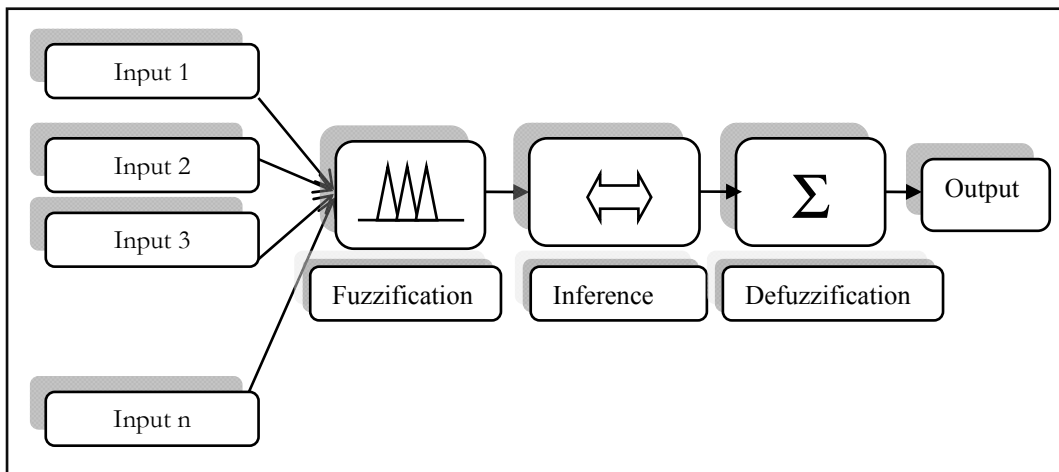 Input 1
Input 2
Input 3
Input n
Fuzzification
Inference
Σ
Defuzzification
Output